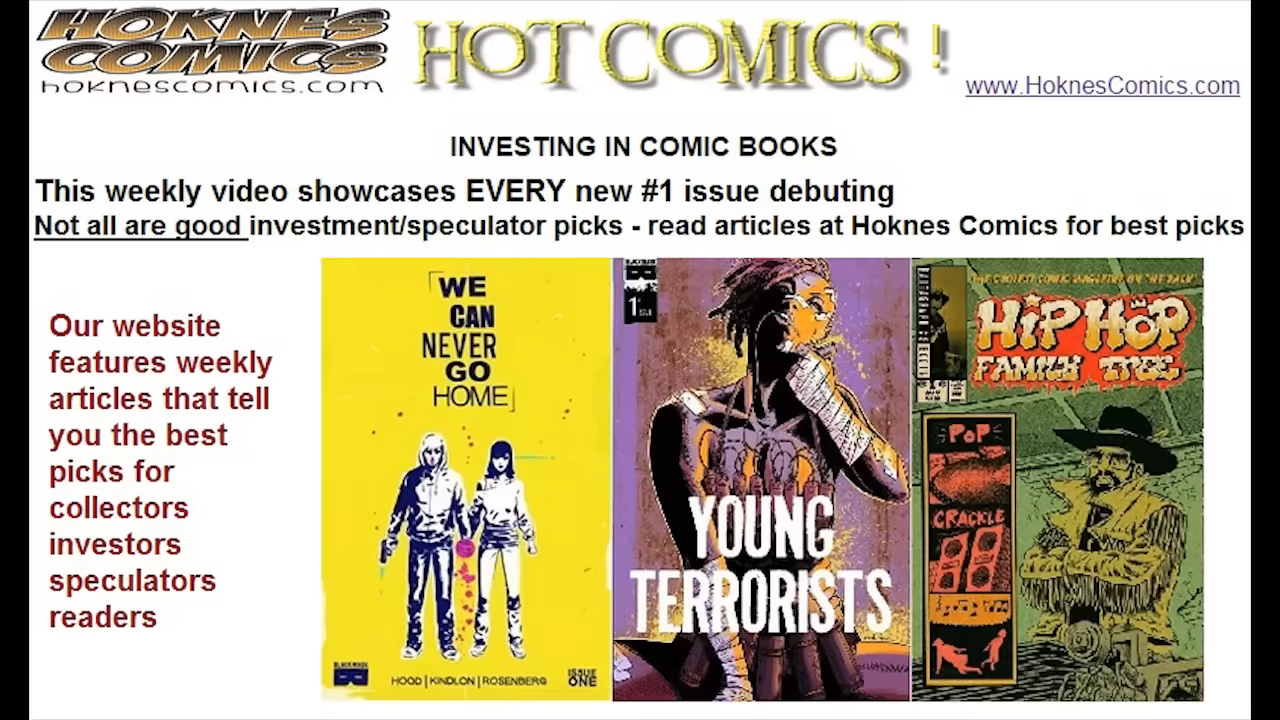 HOKNES
COMICS
hoknescomics.com
HOT COMICS !
www.HoknesComics.com
INVESTING IN COMIC BOOKS
This weekly video showcases EVERY new #1 issue debuting
Not all are good investment/speculator picks - read articles at Hoknes Comics for best picks
Our website
features weekly
articles that tell
you the best
picks for
collectors
investors
speculators
readers
WE
CAN
NEVER
GO
HOME
BLACK MASK
HOOD | KINDLON | ROSENBERG
ISSUE
ONE
1
YOUNG
TERRORISTS
HIP HOP
FAMILY TREE
POP
CRACKLE